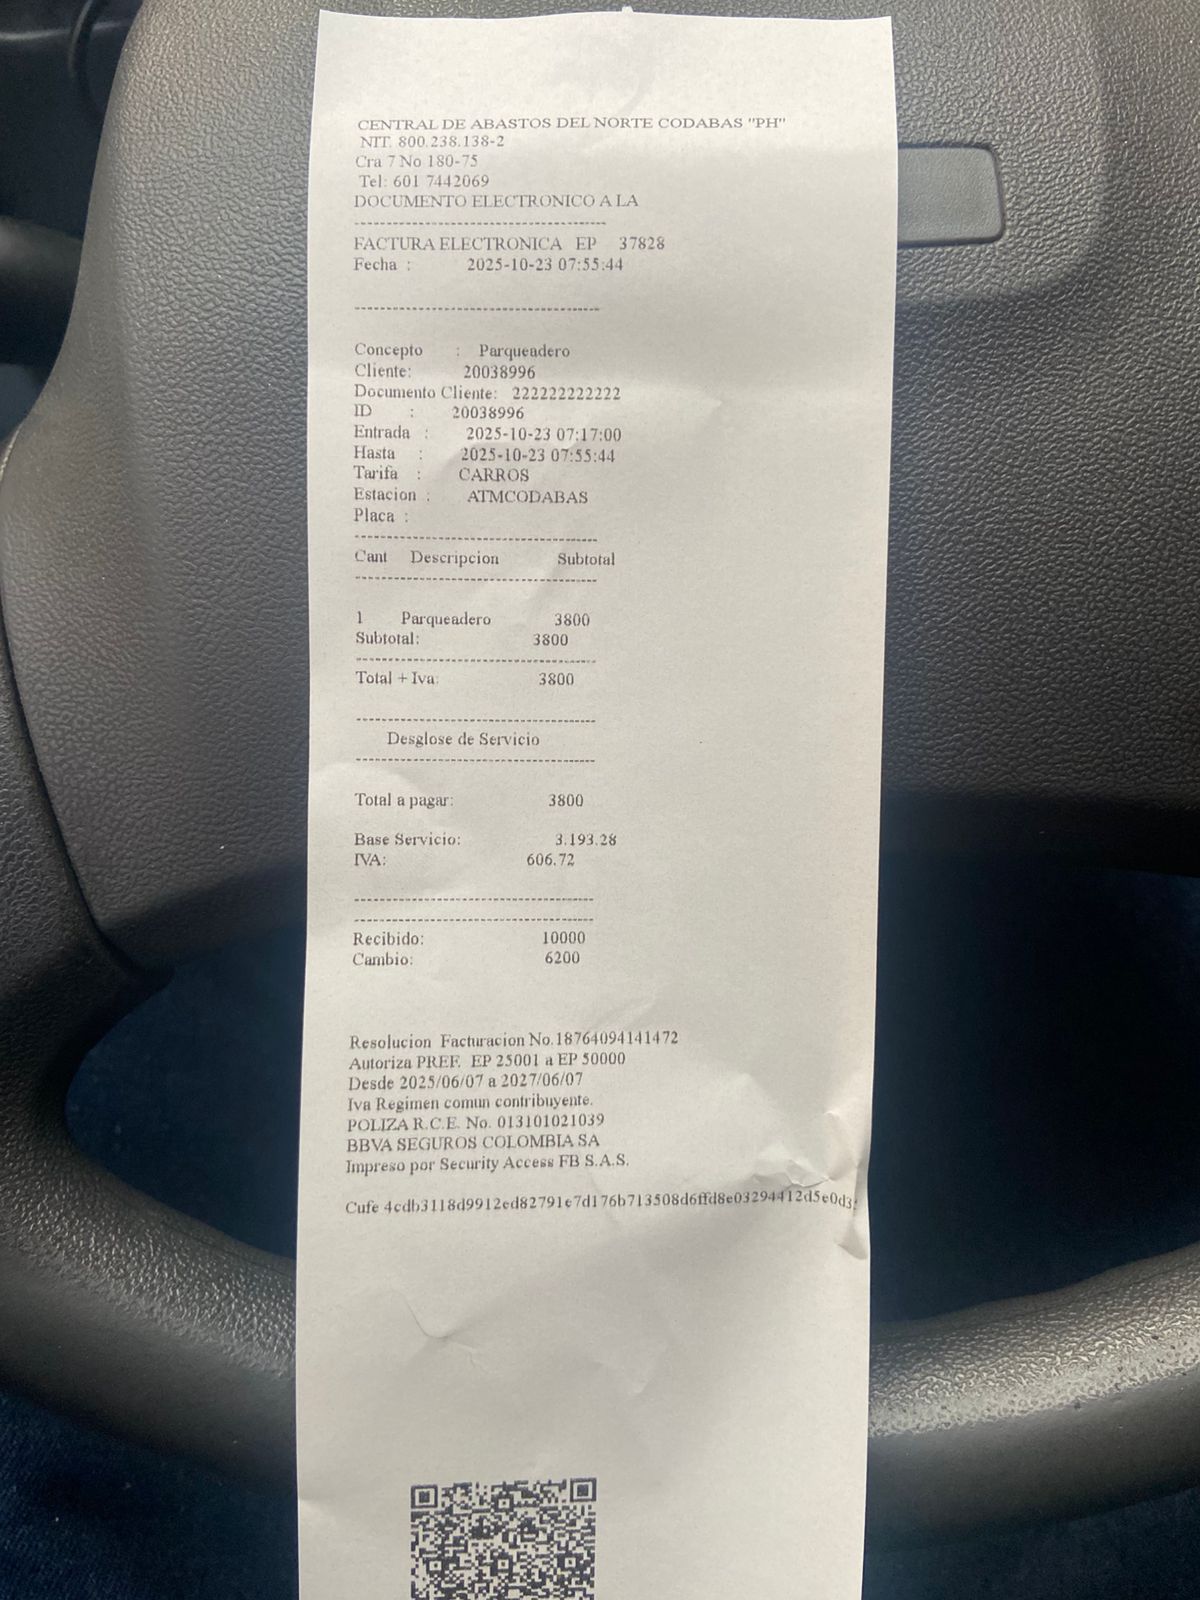 CENTRAL DE ABASTOS DEL NORTE CODABAS "PH"
NIT. 800.238.138-2
Cra 7 No 180-75
Tel: 601 7442069
DOCUMENTO ELECTRONICO A LA
----------------------------------------
FACTURA ELECTRONICA EP 37828
Fecha : 2025-10-23 07:55:44
----------------------------------------
Concepto : Parqueadero
Cliente: 20038996
Documento Cliente: 222222222222
ID : 20038996
Entrada : 2025-10-23 07:17:00
Hasta : 2025-10-23 07:55:44
Tarifa : CARROS
Estacion : ATMCODABAS
Placa :
----------------------------------------
Cant Descripcion Subtotal
----------------------------------------
1 Parqueadero 3800
Subtotal: 3800
----------------------------------------
Total + Iva: 3800
----------------------------------------
Desglose de Servicio
----------------------------------------
Total a pagar: 3800
Base Servicio: 3.193.28
IVA: 606.72
----------------------------------------
----------------------------------------
Recibido: 10000
Cambio: 6200
Resolucion Facturacion No.18764094141472
Autoriza PREF. EP 25001 a EP 50000
Desde 2025/06/07 a 2027/06/07
Iva Regimen comun contribuyente.
POLIZA R.C.E. No. 013101021039
BBVA SEGUROS COLOMBIA SA
Impreso por Security Access FB S.A.S.
Cufe 4cdb3118d9912ed82791e7d176b713508d6ffd8e03294412d5e0d3